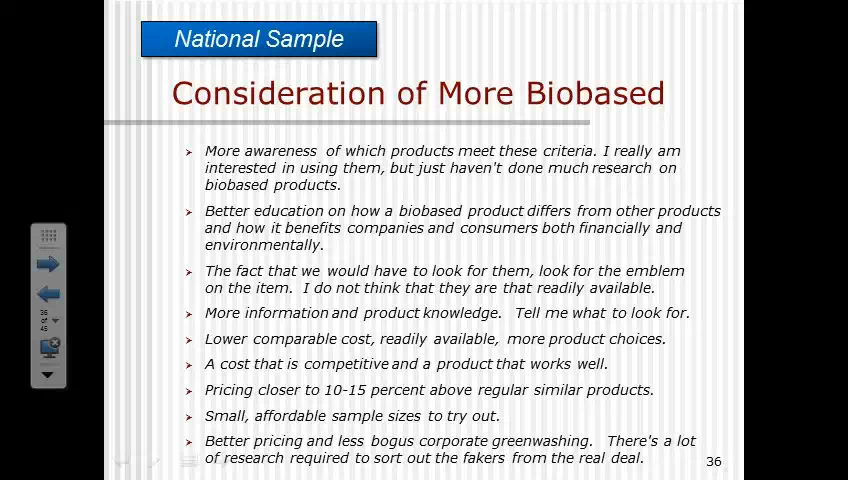 National Sample
Consideration of More Biobased
More awareness of which products meet these criteria. I really am
interested in using them, but just haven't done much research on
biobased products.
Better education on how a biobased product differs from other products
and how it benefits companies and consumers both financially and
environmentally.
The fact that we would have to look for them, look for the emblem
on the item. I do not think that they are that readily available.
More information and product knowledge. Tell me what to look for.
Lower comparable cost, readily available, more product choices.
A cost that is competitive and a product that works well.
Pricing closer to 10-15 percent above regular similar products.
Small, affordable sample sizes to try out.
Better pricing and less bogus corporate greenwashing. There's a lot
of research required to sort out the fakers from the real deal.
36
36
of
45